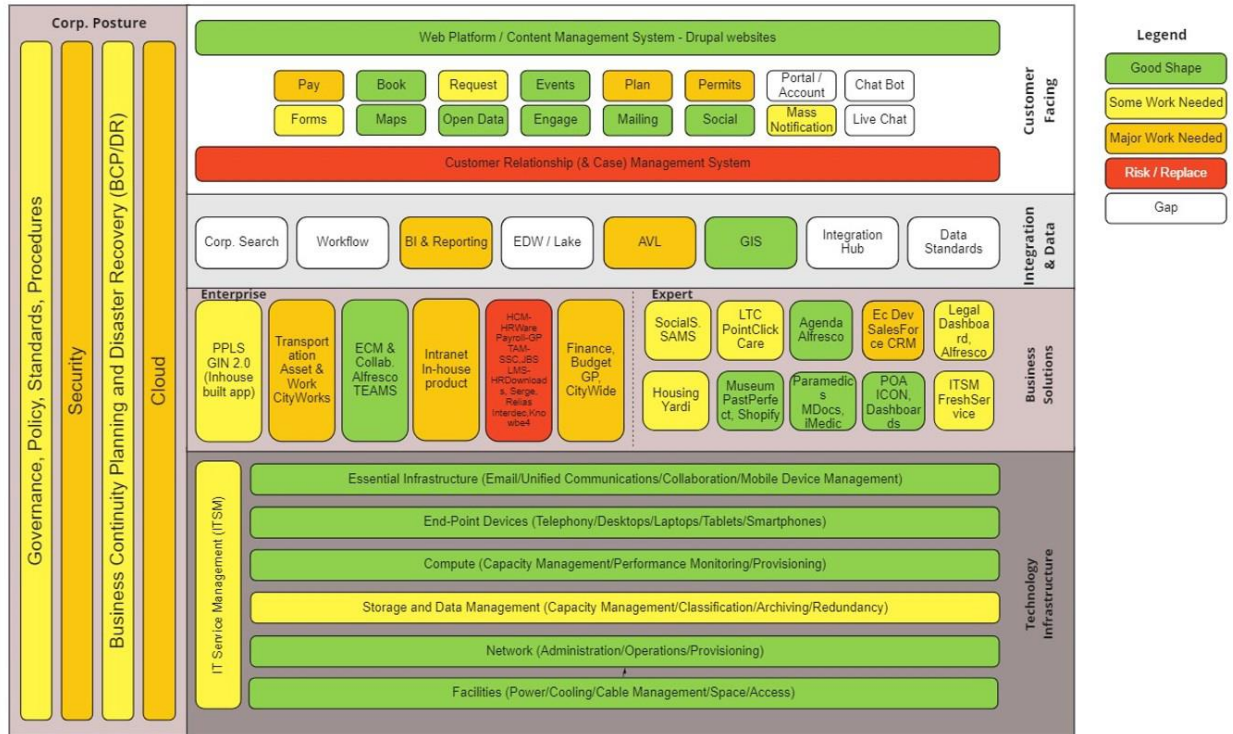 Corp. Posture
Governance, Policy, Standards, Procedures
Security
Business Continuity Planning and Disaster Recovery (BCP/DR)
Cloud
Web Platform / Content Management System - Drupal websites
Pay
Book
Request
Events
Plan
Permits
Portal /
Account
Chat Bot
Forms
Maps
Open Data
Engage
Mailing
Social
Mass
Notification
Live Chat
Customer Relationship (& Case) Management System
Customer
Facing
Corp. Search
Workflow
BI & Reporting
EDW / Lake
AVL
GIS
Integration
Hub
Data
Standards
Integration
& Data
Enterprise
PPLS
GIN 2.0
(Inhouse
built app)
Transport
ation
Asset &
Work
CityWorks
ECM &
Collab.
Alfresco
TEAMS
Intranet
In-house
product
HCM-
HRWare
Payroll-GP
TAM-
SSC.JBS
LMS-
HRDownload
s, Serge,
Relias
Interdec,Kno
wbe4
Finance,
Budget
GP,
CityWide
Expert
SocialS.
SAMS
LTC
PointClick
Care
Agenda
Alfresco
Ec Dev
SalesFor
ce CRM
Legal
Dashboa
rd, Alfresco
Housing
Yardi
Museum
PastPerfe
ct, Shopify
Paramedic
s
MDocs,
iMedic
POA
ICON,
Dashboar
ds
ITSM
FreshServi
ce
Business
Solutions
IT Service Management (ITSM)
Essential Infrastructure (Email/Unified Communications/Collaboration/Mobile Device Management)
End-Point Devices (Telephony/Desktops/Laptops/Tablets/Smartphones)
Compute (Capacity Management/Performance Monitoring/Provisioning)
Storage and Data Management (Capacity Management/Classification/Archiving/Redundancy)
Network (Administration/Operations/Provisioning)
Facilities (Power/Cooling/Cable Management/Space/Access)
Technology
Infrastructure
Legend
Good Shape
Some Work Needed
Major Work Needed
Risk / Replace
Gap